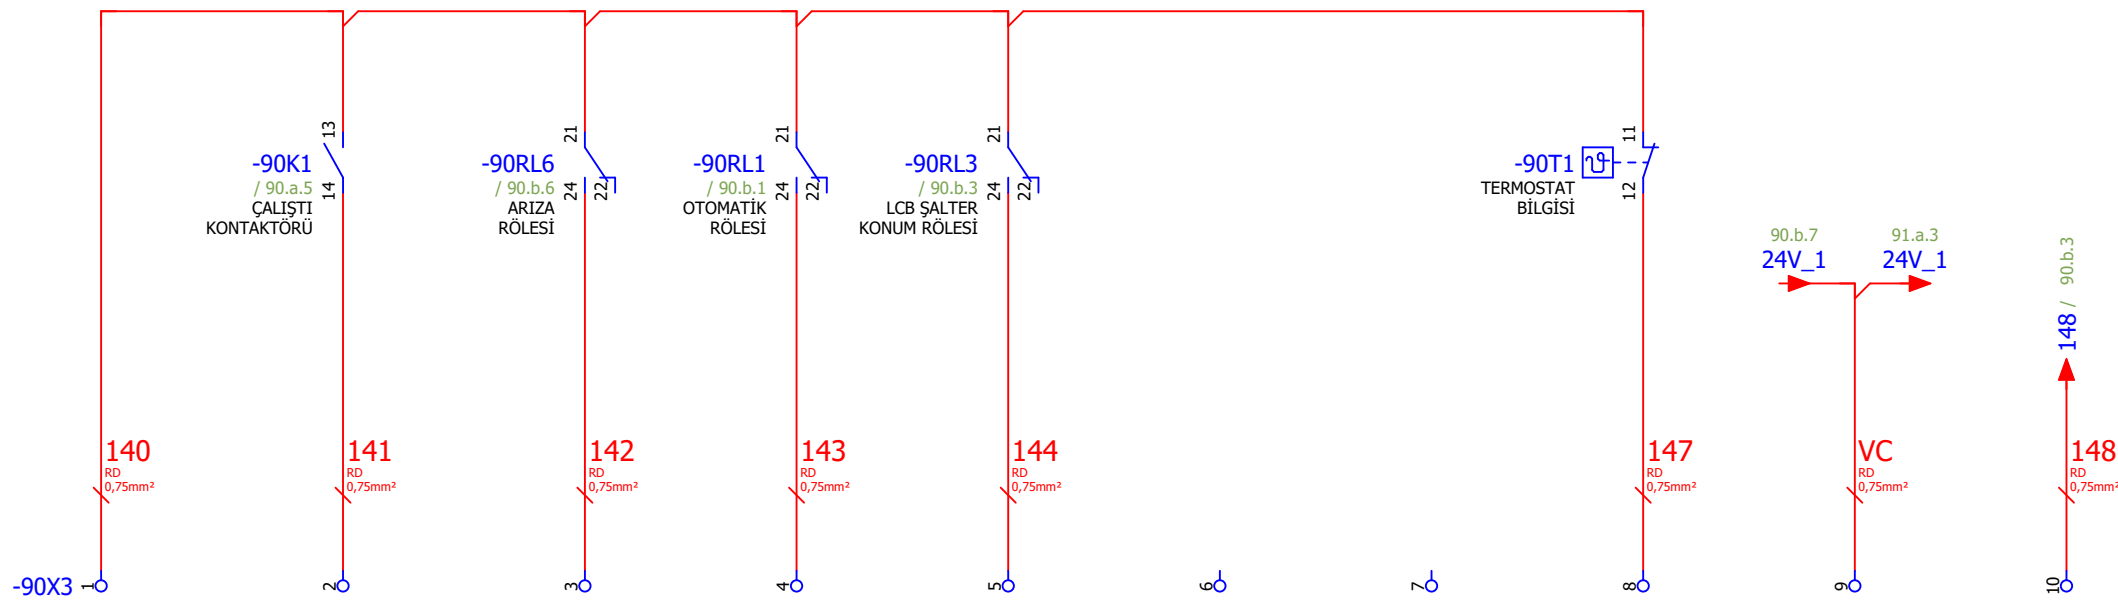 13
-90K1
/ 90.a.5
14
ÇALIŞTI
KONTAKTÖRÜ
21
-90RL6
/ 90.b.6
24
22
ARIZA
RÖLESİ
21
-90RL1
/ 90.b.1
24
22
OTOMATİK
RÖLESİ
21
-90RL3
/ 90.b.3
24
22
LCB ŞALTER
KONUM RÖLESİ
11
-90T1
12
TERMOSTAT
BİLGİSİ
90.b.7
24V_1
91.a.3
24V_1
148 / 90.b.3
140
RD
0,75mm²
141
RD
0,75mm²
142
RD
0,75mm²
143
RD
0,75mm²
144
RD
0,75mm²
147
RD
0,75mm²
VC
RD
0,75mm²
148
RD
0,75mm²
-90X3
1
2
3
4
5
6
7
8
9
10